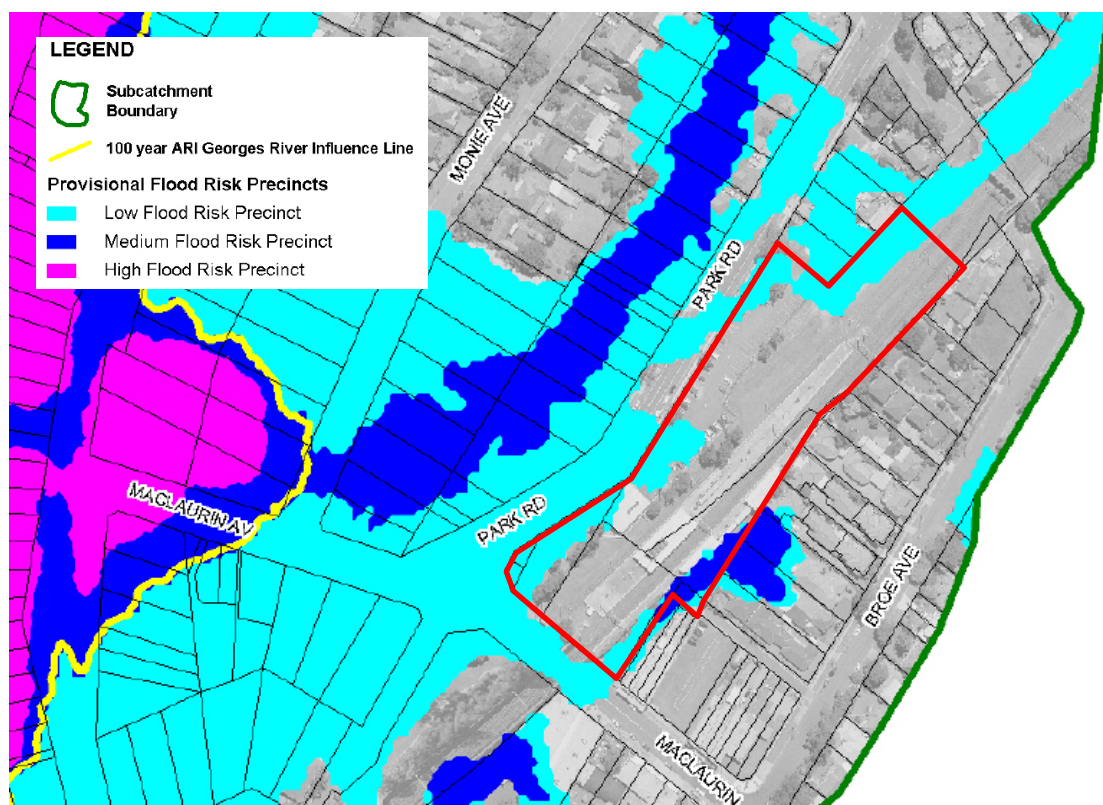 LEGEND
Subcatchment
Boundary
100 year ARI Georges River Influence Line
Provisional Flood Risk Precincts
Low Flood Risk Precinct
Medium Flood Risk Precinct
High Flood Risk Precinct
MONIE AVE
PARK RD
MACLAURIN AV
PARK RD
BROE AVE
MACLAURIN